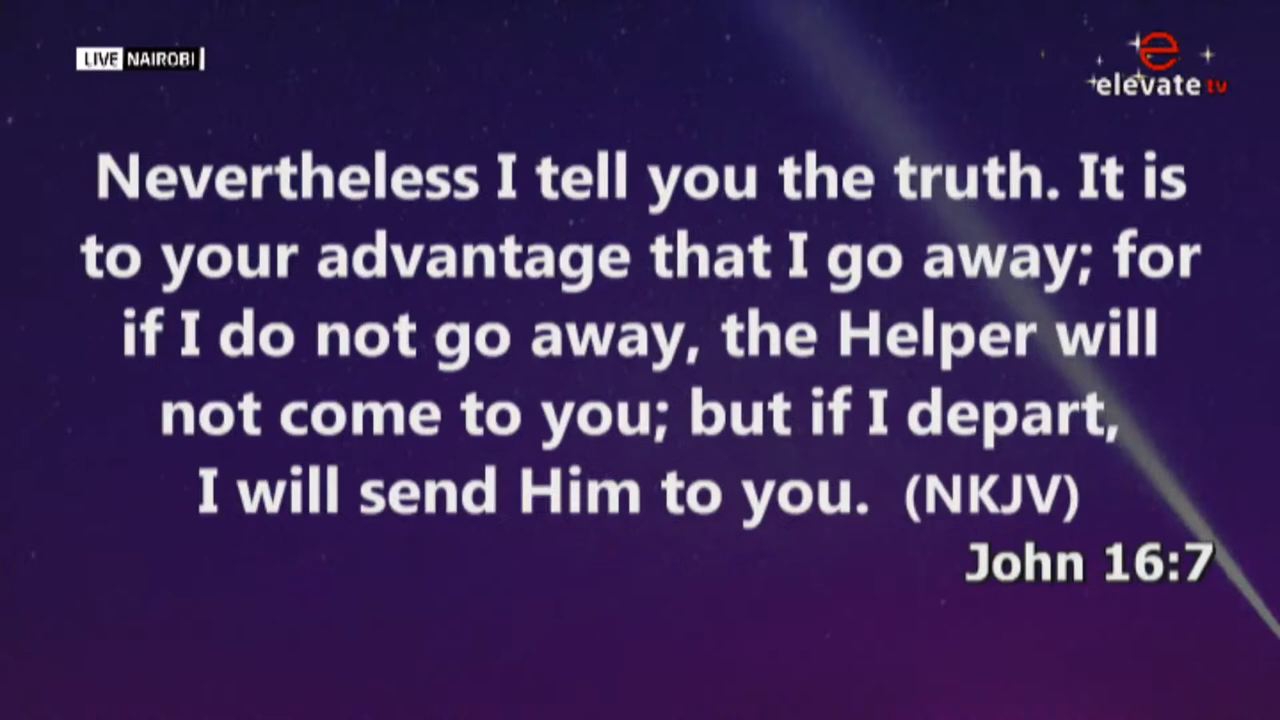 LIVE NAIROBI
e
elevate tv
Nevertheless I tell you the truth. It is
to your advantage that I go away; for
if I do not go away, the Helper will
not come to you; but if I depart,
I will send Him to you. (NKJV)
John 16:7